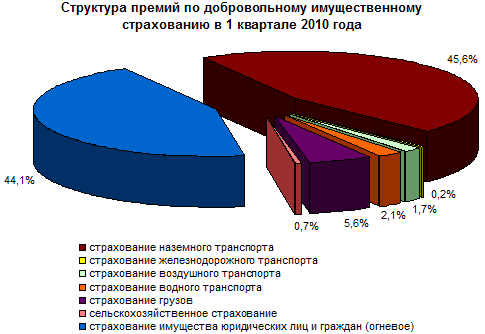 Структура премий по добровольному имущественному
страхованию в 1 квартале 2010 года
45,6%
44,1%
0,2%
1,7%
2,1%
5,6%
0,7%
страхование наземного транспорта
страхование железнодорожного транспорта
страхование воздушного транспорта
страхование водного транспорта
страхование грузов
сельскохозяйственное страхование
страхование имущества юридических лиц и граждан (огневое)